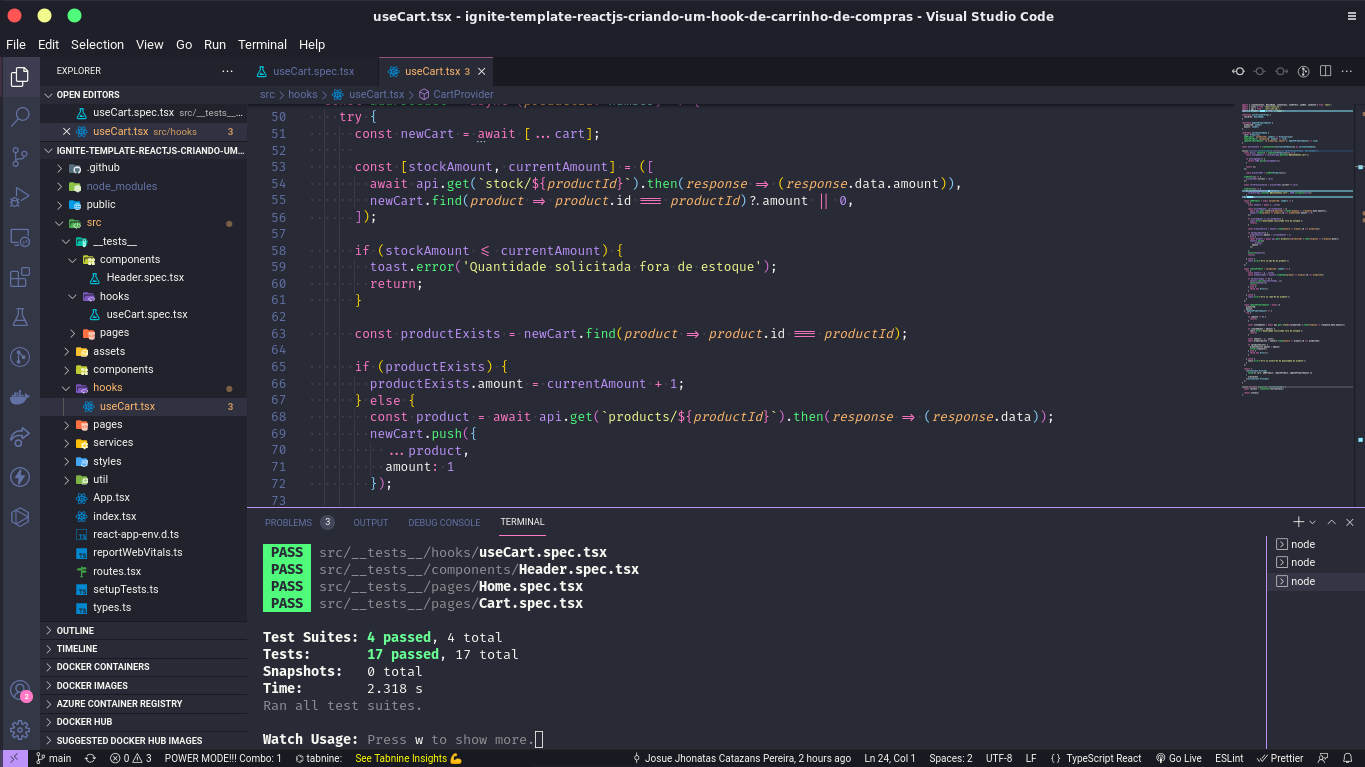 useCart.tsx - ignite-template-reactjs-criando-um-hook-de-carrinho-de-compras - Visual Studio Code
File Edit Selection View Go Run Terminal Help
EXPLORER
OPEN EDITORS
useCart.spec.tsx src/__tests__...
useCart.tsx src/hooks 3
IGNITE-TEMPLATE-REACTJS-CRIANDO-UM...
.github
node_modules
public
src
__tests__
components
Header.spec.tsx
hooks
useCart.spec.tsx
pages
assets
components
hooks
useCart.tsx 3
pages
services
styles
util
App.tsx
index.tsx
react-app-env.d.ts
reportWebVitals.ts
routes.tsx
setupTests.ts
types.ts
OUTLINE
TIMELINE
DOCKER CONTAINERS
DOCKER IMAGES
AZURE CONTAINER REGISTRY
DOCKER HUB
SUGGESTED DOCKER HUB IMAGES
2
useCart.spec.tsx
useCart.tsx 3
src > hooks > useCart.tsx > CartProvider
50 try {
51 const newCart = await [...cart];
52
53 const [stockAmount, currentAmount] = ([
54 await api.get(`stock/${productId}`).then(response => (response.data.amount)),
55 newCart.find(product => product.id === productId)?.amount || 0,
56 ]);
57
58 if (stockAmount <= currentAmount) {
59 toast.error('Quantidade solicitada fora de estoque');
60 return;
61 }
62
63 const productExists = newCart.find(product => product.id === productId);
64
65 if (productExists) {
66 productExists.amount = currentAmount + 1;
67 } else {
68 const product = await api.get(`products/${productId}`).then(response => (response.data));
69 newCart.push({
70 ...product,
71 amount: 1
72 });
73
PROBLEMS 3 OUTPUT DEBUG CONSOLE TERMINAL
PASS src/__tests__/hooks/useCart.spec.tsx
PASS src/__tests__/components/Header.spec.tsx
PASS src/__tests__/pages/Home.spec.tsx
PASS src/__tests__/pages/Cart.spec.tsx
Test Suites: 4 passed, 4 total
Tests: 17 passed, 17 total
Snapshots: 0 total
Time: 2.318 s
Ran all test suites.
Watch Usage: Press w to show more.
node
node
node
main 0 3 POWER MODE!!! Combo: 1 tabnine: See Tabnine Insights Josue Jhonatas Catazans Pereira, 2 hours ago Ln 24, Col 1 Spaces: 2 UTF-8 LF {} TypeScript React Go Live ESLint Prettier